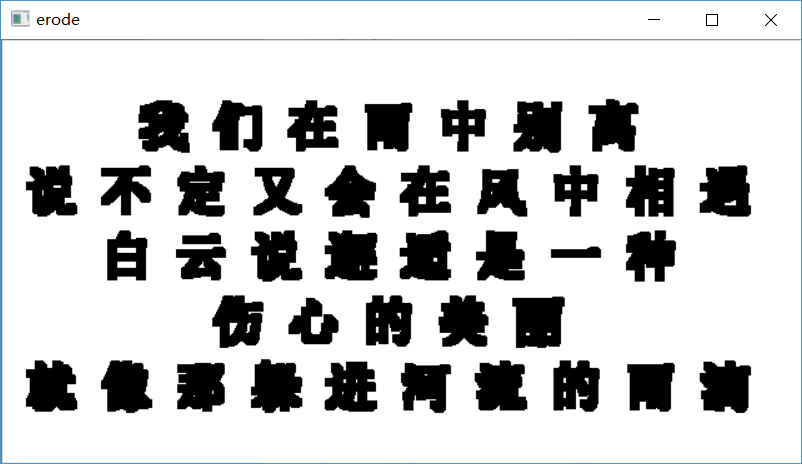 erode
我们在雨中别离
说不定又会在风中相遇
白云说邂逅是一种
伤心的美丽
就像那躲进河流的雨滴